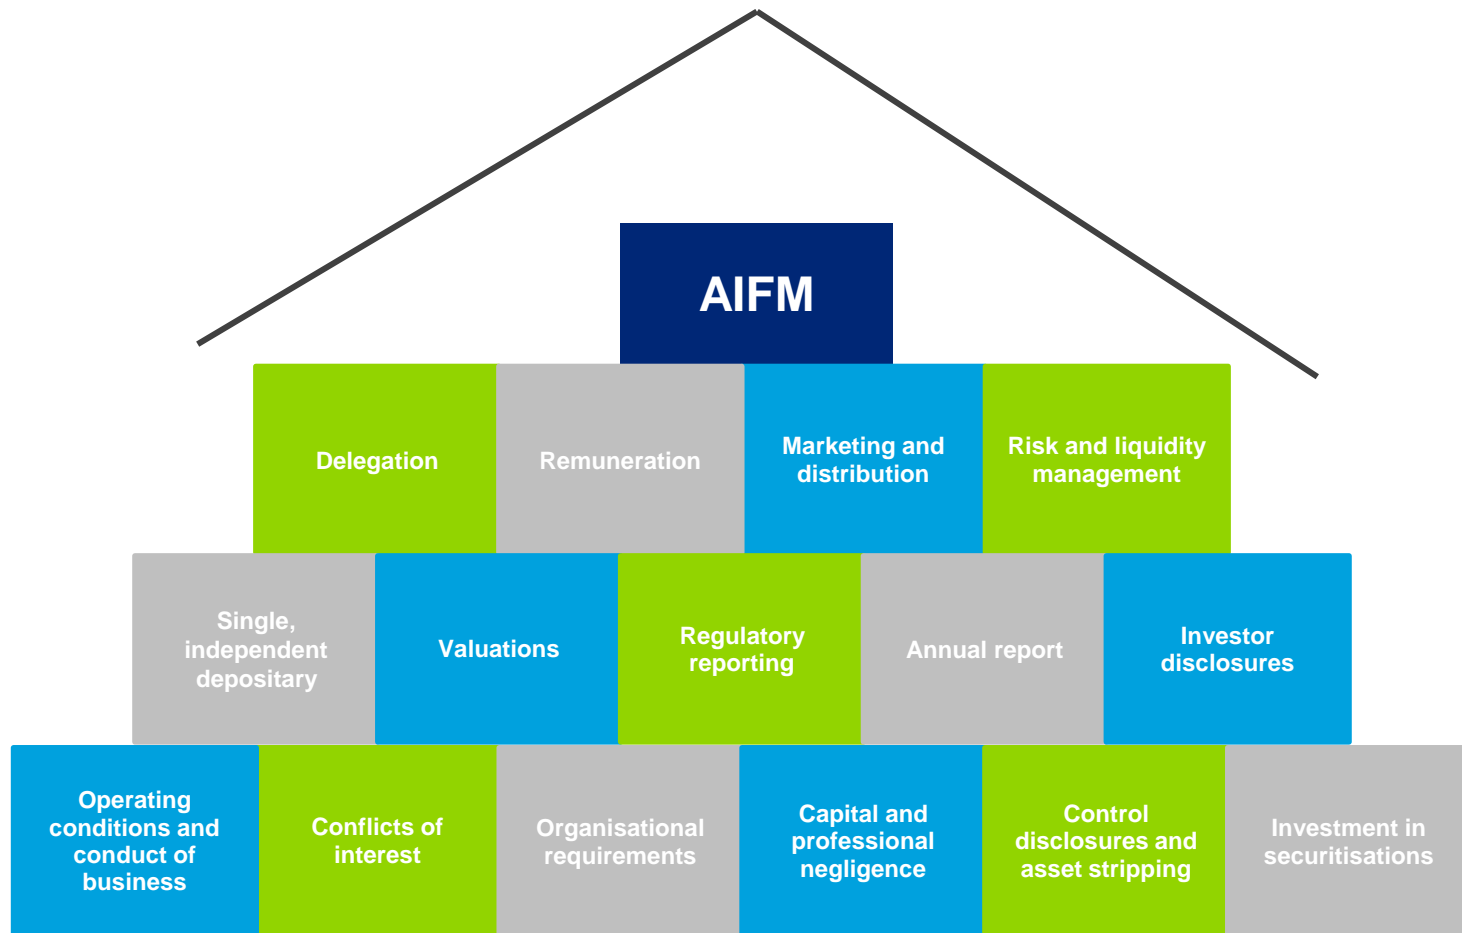 AIFM
Delegation
Remuneration
Marketing and
distribution
Risk and liquidity
management
Single,
independent
depositary
Valuations
Regulatory
reporting
Annual report
Investor
disclosures
Operating
conditions and
conduct of
business
Conflicts of
interest
Organisational
requirements
Capital and
professional
negligence
Control
disclosures and
asset stripping
Investment in
securitisations